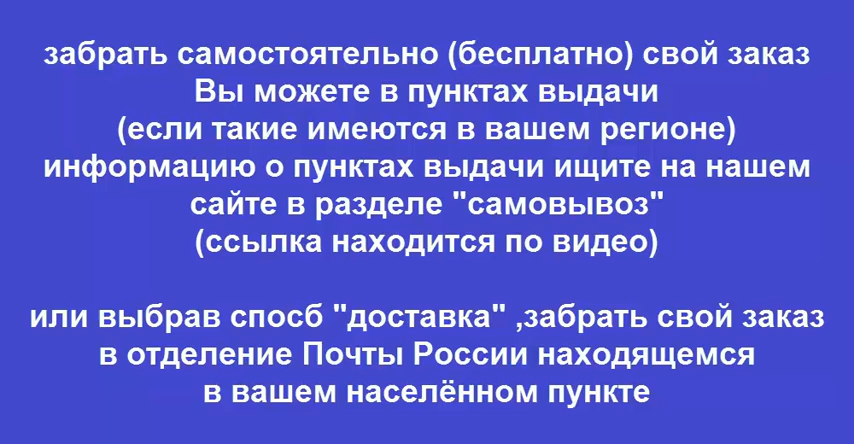 забрать самостоятельно (бесплатно) свой заказ
Вы можете в пунктах выдачи
(если такие имеются в вашем регионе)
информацию о пунктах выдачи ищите на нашем
сайте в разделе "самовывоз"
(ссылка находится по видео)
или выбрав спосб "доставка" ,забрать свой заказ
в отделение Почты России находящемся
в вашем населённом пункте